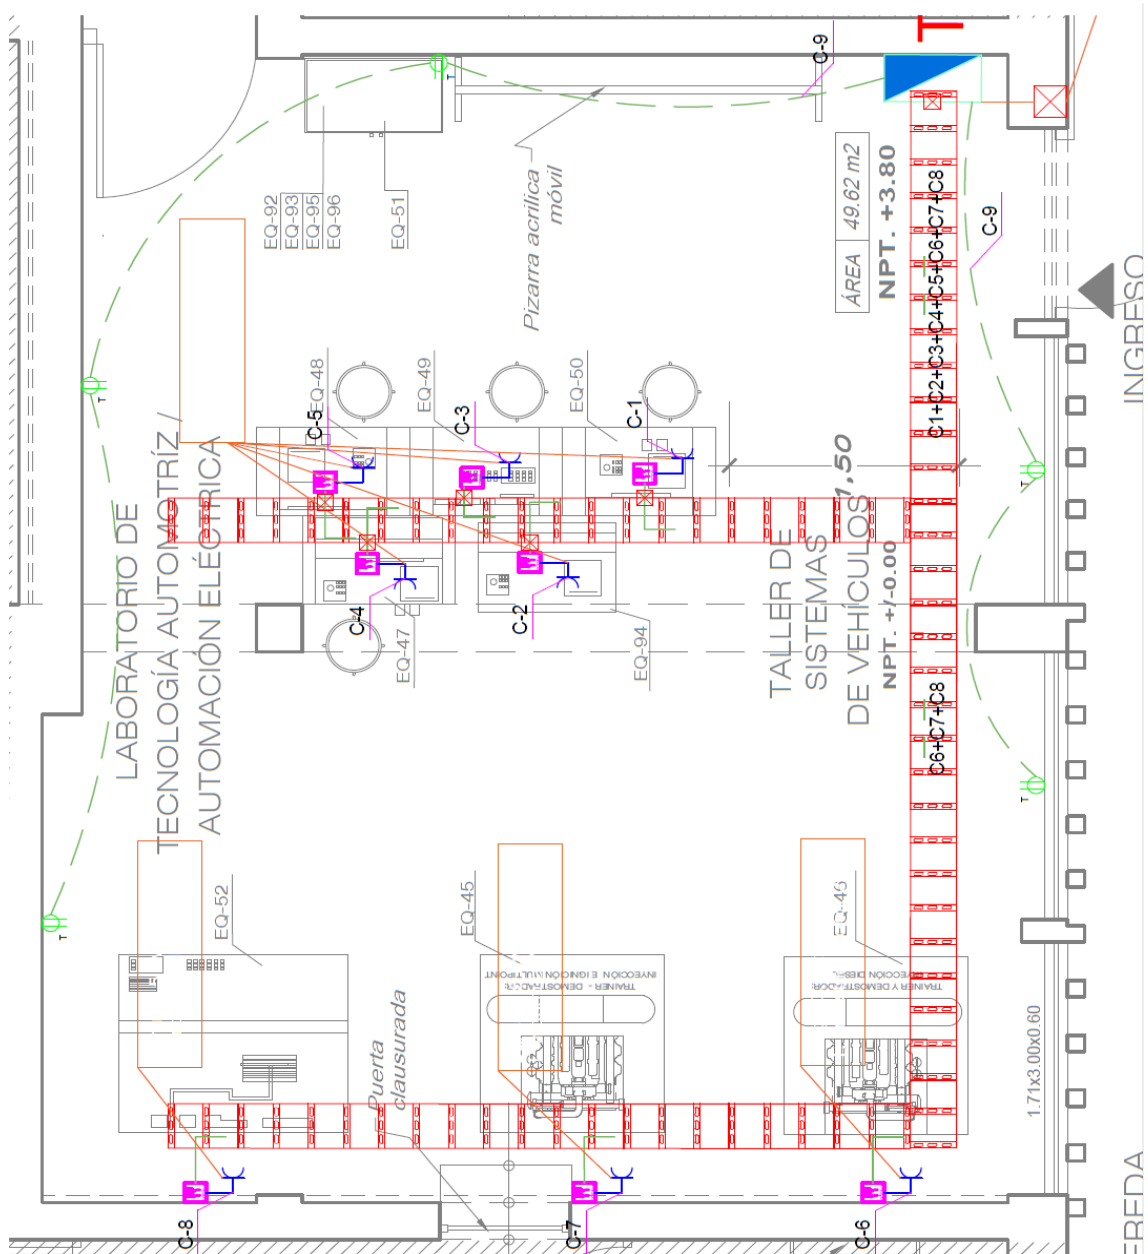 T
C-9
C-9
EQ-92
EQ-93
EQ-95
EQ-96
EQ-51
Pizarra acrilica
móvil
ÁREA 49.62 m2
NPT. +3.80
C1+C2+C3+C4+C5+C6+C7+C8
INGRESO
T
T
T
T
T
EQ-48
C-5
EQ-49
C-3
EQ-50
C-1
1,50
LABORATORIO DE
TECNOLOGÍA AUTOMOTRÍZ /
AUTOMACIÓN ELÉCTRICA
C-4
EQ-47
C-2
EQ-94
TALLER DE
SISTEMAS
DE VEHÍCULOS
NPT. +/-0.00
C6+C7+C8
EQ-52
EQ-45
EQ-46
TRAINER - DEMOSTRADOR:
INYECCIÓN E IGNICIÓN MULTIPOINT
TRAINER Y DEMOSTRADOR:
INYECCIÓN DIESEL
Puerta
clausurada
1.71x3.00x0.60
C-8
C-7
C-6
EREDA